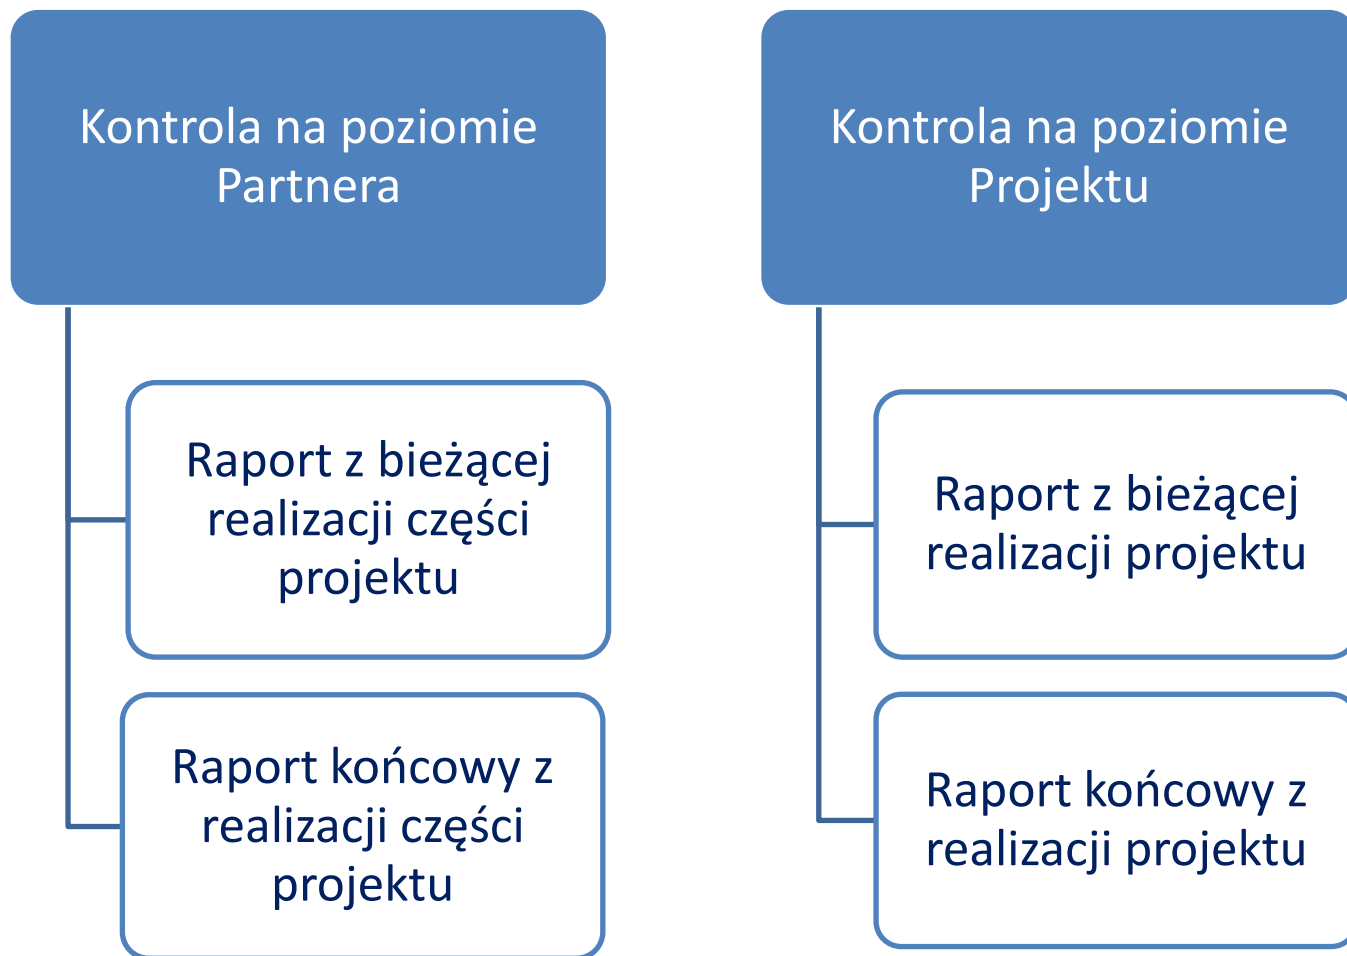 Kontrola na poziomie
Partnera
Raport z bieżącej
realizacji części
projektu
Raport końcowy z
realizacji części
projektu
Kontrola na poziomie
Projektu
Raport z bieżącej
realizacji projektu
Raport końcowy z
realizacji projektu